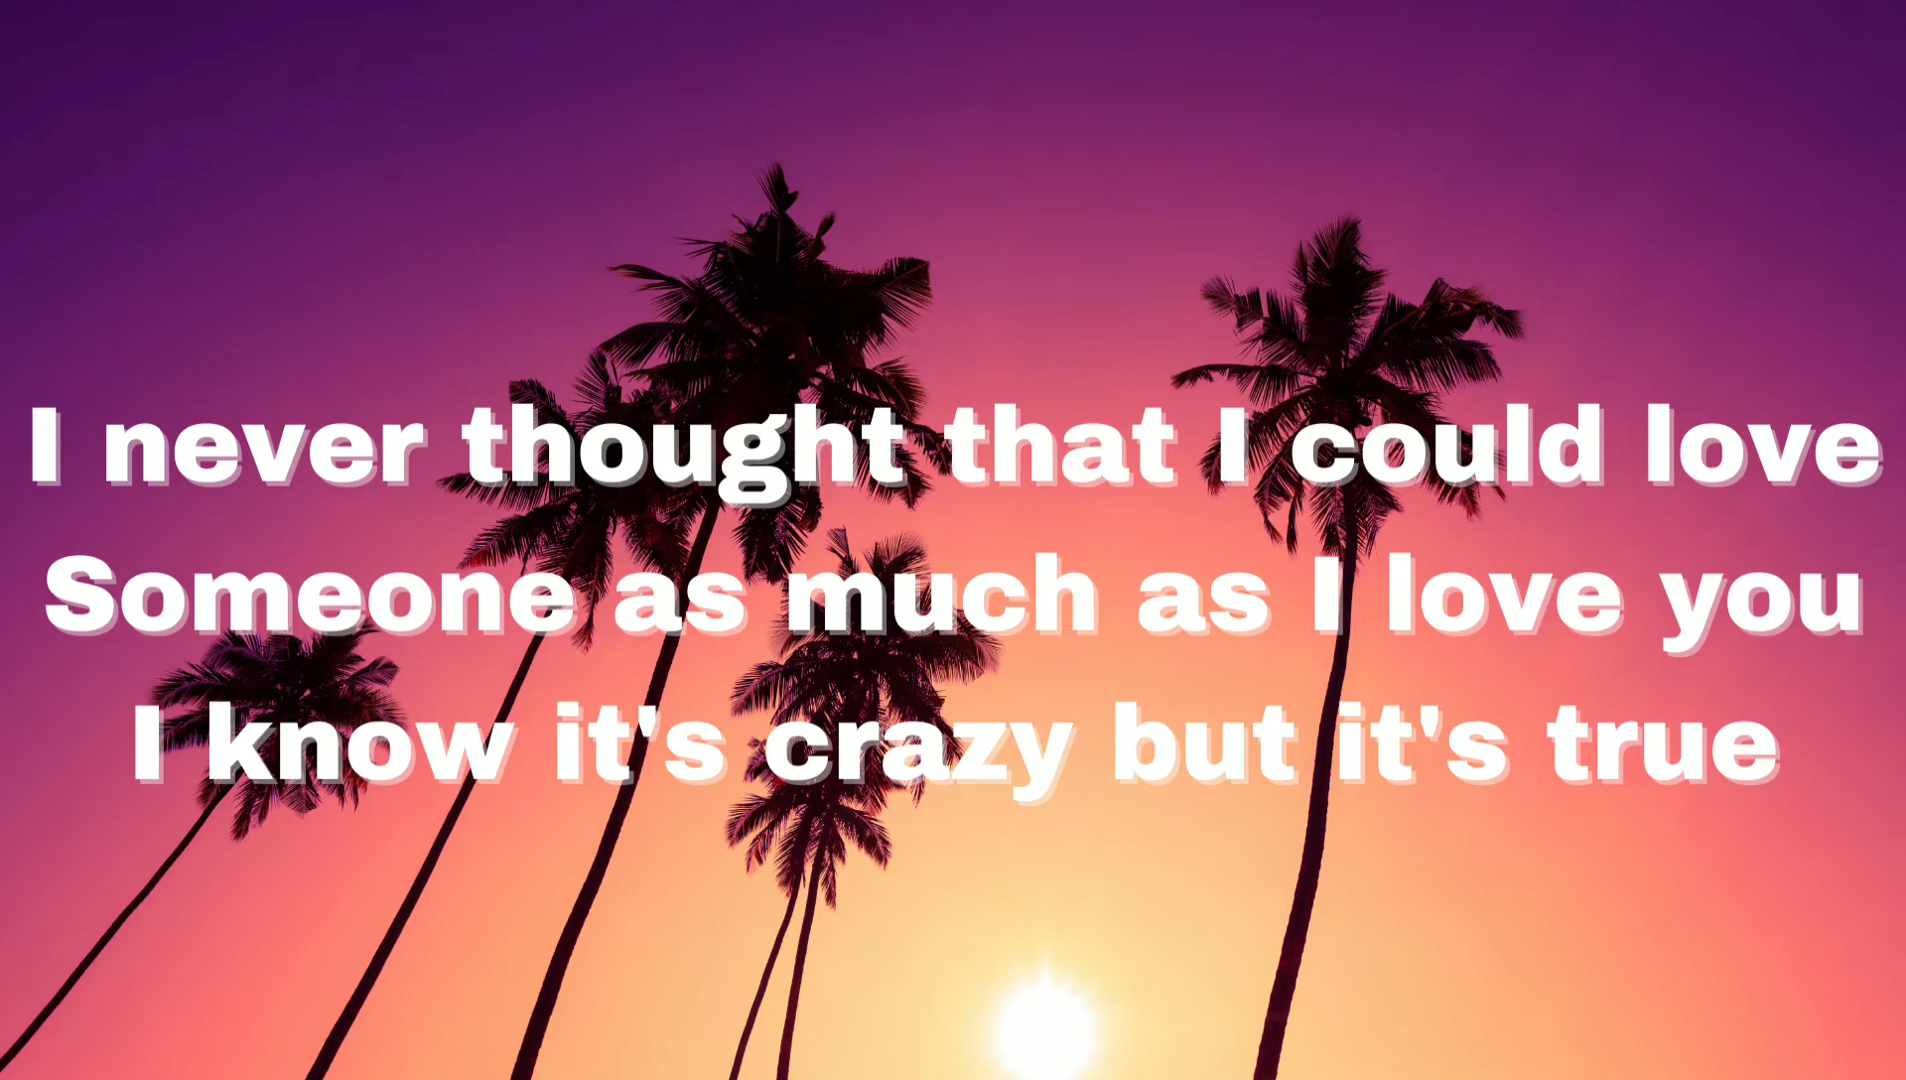 I never thought that I could love
Someone as much as I love you
I know it's crazy but it's true